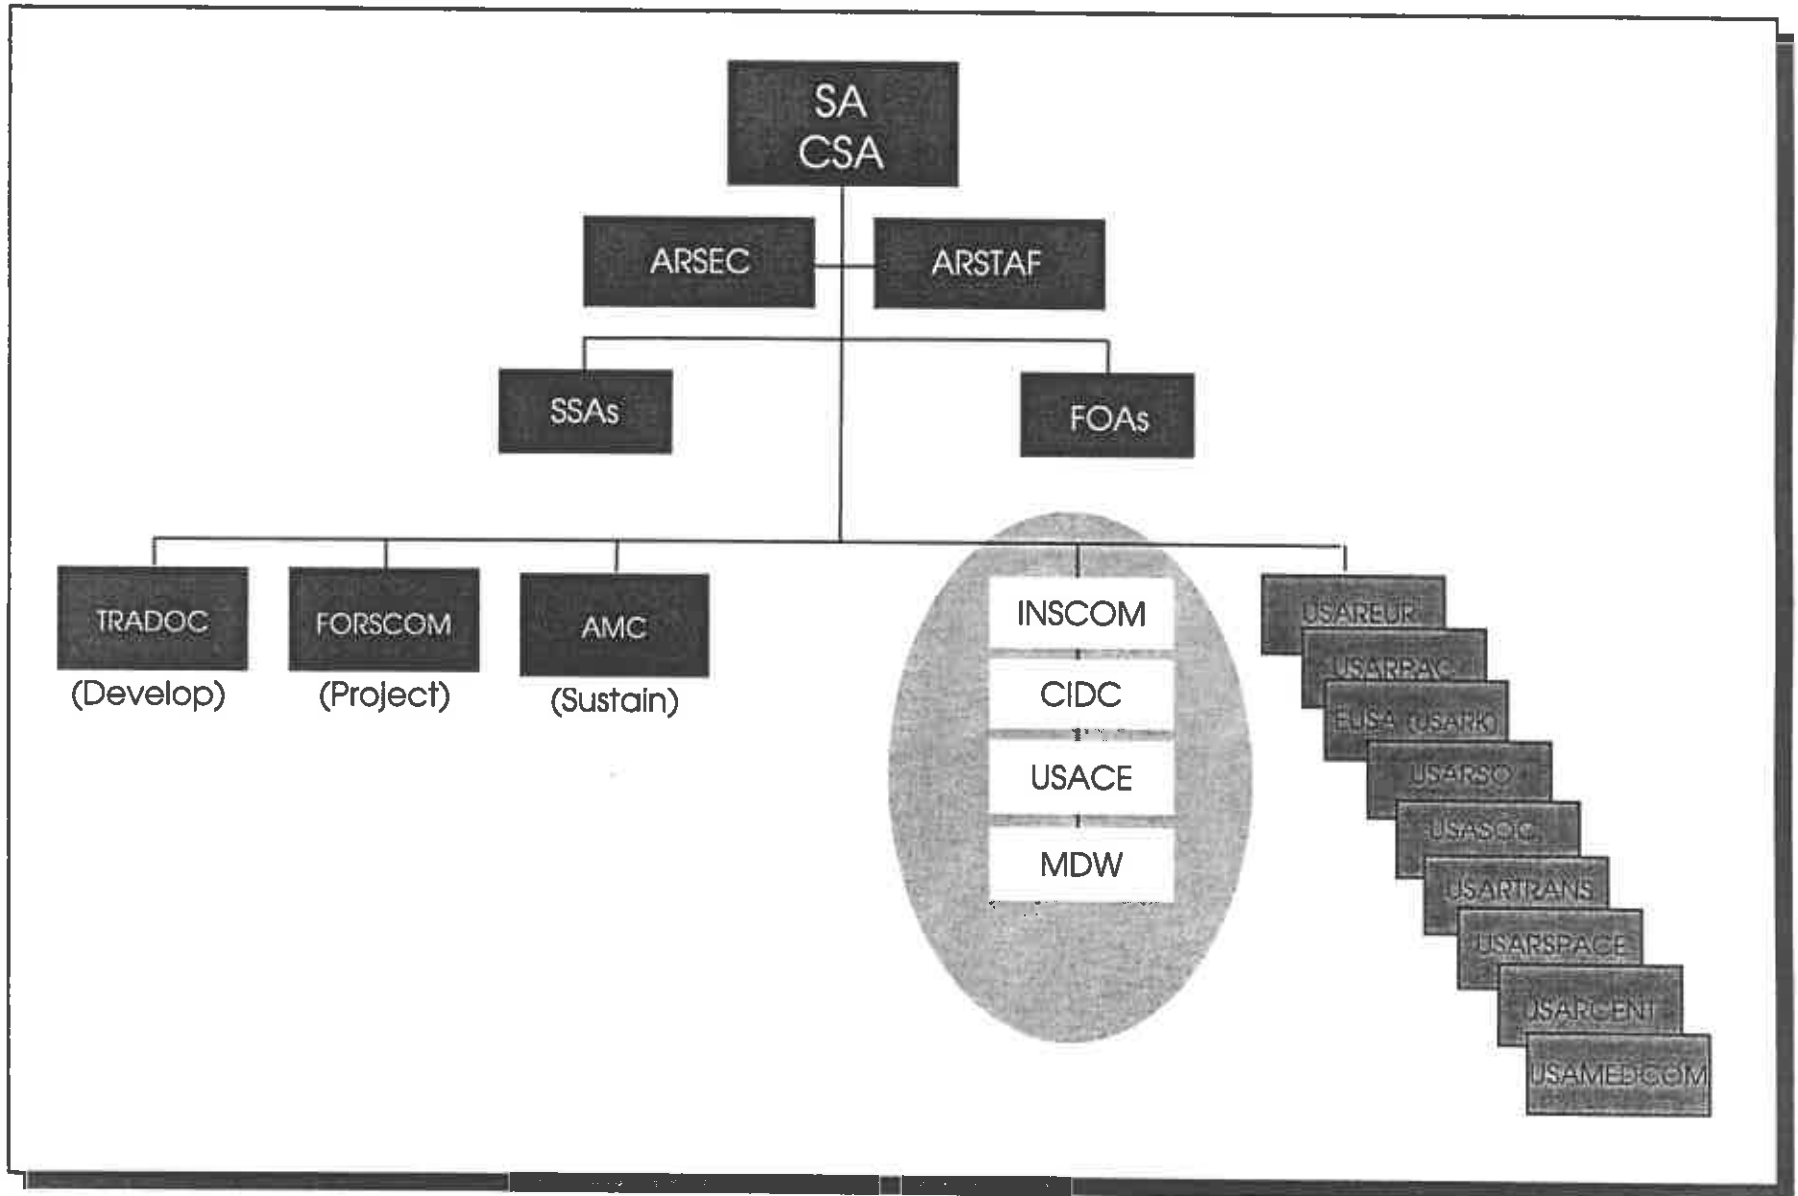 SA
CSA
ARSEC
ARSTAF
SSAs
FOAs
TRADOC
(Develop)
FORSCOM
(Project)
AMC
(Sustain)
INSCOM
CIDC
USACE
MDW
USAREUR
USARPAC
EUSA (USARK)
USARSO
USASOC
USARTRANS
USARSPACE
USARCENT
USAMEDCOM